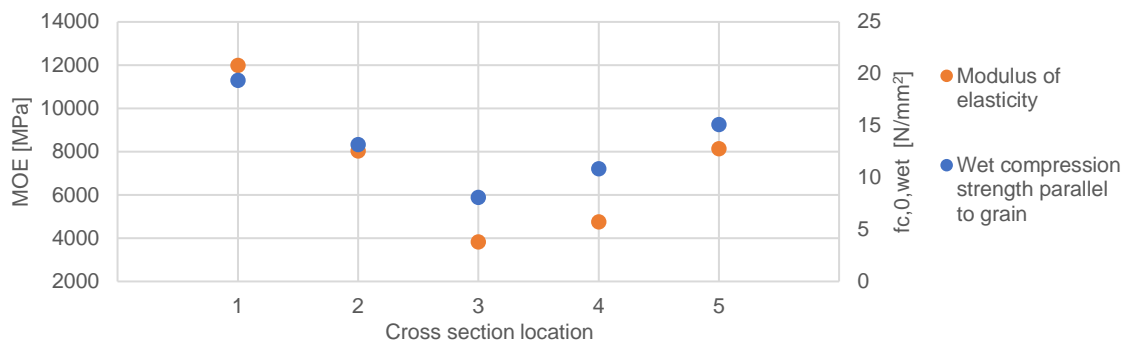 14000
12000
10000
8000
6000
4000
2000
MOE [MPa]
25
20
15
10
5
0
fc,0,wet [N/mm²]
1 2 3 4 5
Cross section location
Modulus of
elasticity
Wet compression
strength parallel
to grain